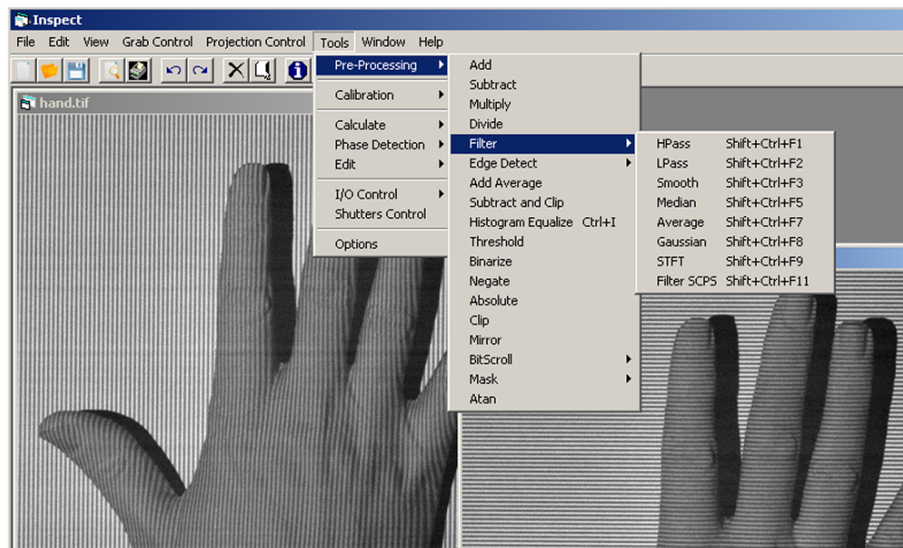 Inspect
File Edit View Grab Control Projection Control Tools Window Help
hand.tif
Pre-Processing
Calibration
Calculate
Phase Detection
Edit
I/O Control
Shutters Control
Options
Add
Subtract
Multiply
Divide
Filter
Edge Detect
Add Average
Subtract and Clip
Histogram Equalize Ctrl+I
Threshold
Binarize
Negate
Absolute
Clip
Mirror
BitScroll
Mask
Atan
HPass Shift+Ctrl+F1
LPass Shift+Ctrl+F2
Smooth Shift+Ctrl+F3
Median Shift+Ctrl+F5
Average Shift+Ctrl+F7
Gaussian Shift+Ctrl+F8
STFT Shift+Ctrl+F9
Filter SCPS Shift+Ctrl+F11